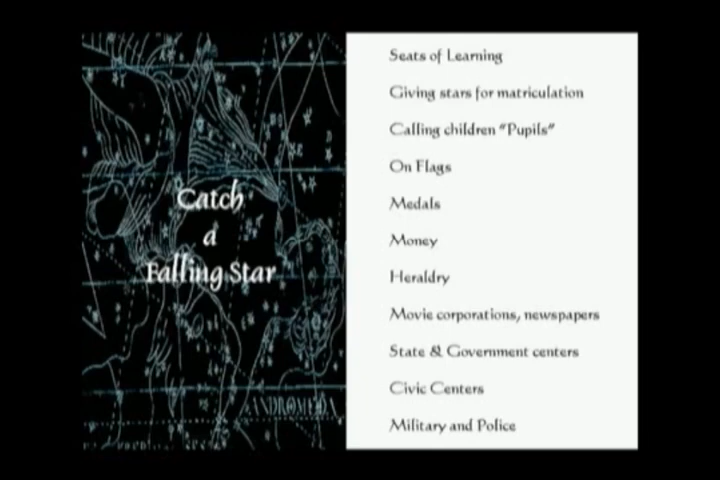 Catch
a
Falling Star
ANDROMEDA
Seats of Learning
Giving stars for matriculation
Calling children "Pupils"
On Flags
Medals
Money
Heraldry
Movie corporations, newspapers
State & Government centers
Civic Centers
Military and Police